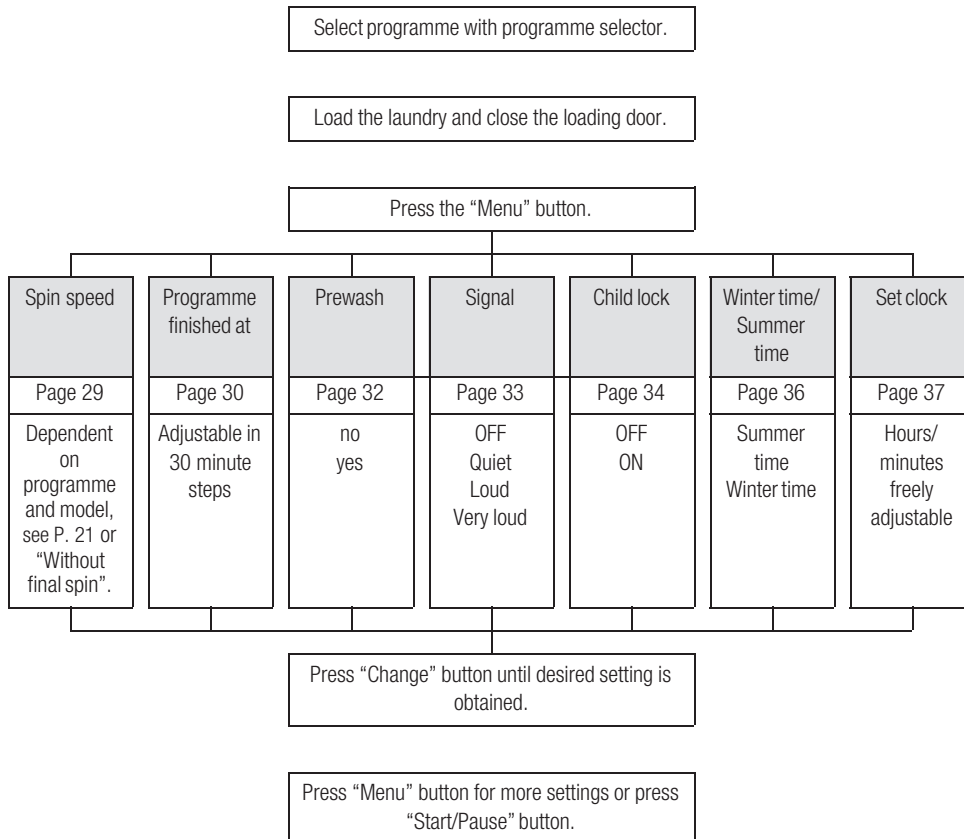 Select programme with programme selector.
Load the laundry and close the loading door.
Press the “Menu” button.
Spin speed
Page 29
Dependent
on
programme
and model,
see P. 21 or
“Without
final spin”.
Programme
finished at
Page 30
Adjustable in
30 minute
steps
Prewash
Page 32
no
yes
Signal
Page 33
OFF
Quiet
Loud
Very loud
Child lock
Page 34
OFF
ON
Winter time/
Summer
time
Page 36
Summer
time
Winter time
Set clock
Page 37
Hours/
minutes
freely
adjustable
Press “Change” button until desired setting is
obtained.
Press “Menu” button for more settings or press
“Start/Pause” button.